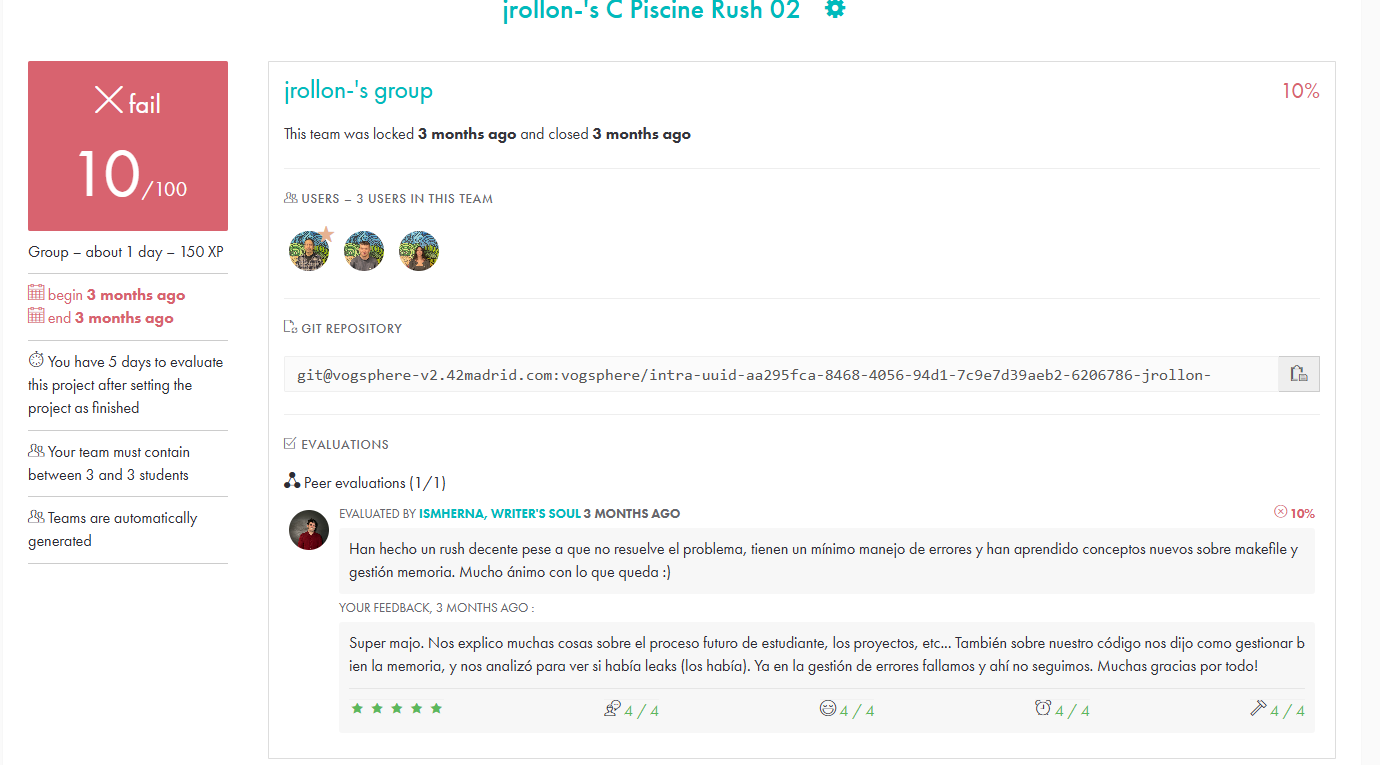 jrollon-'s C Piscine Rush 02
fail
10/100
Group – about 1 day – 150 XP
begin 3 months ago
end 3 months ago
You have 5 days to evaluate
this project after setting the
project as finished
Your team must contain
between 3 and 3 students
Teams are automatically
generated
jrollon-'s group
10%
This team was locked 3 months ago and closed 3 months ago
USERS – 3 USERS IN THIS TEAM
GIT REPOSITORY
git@vogsphere-v2.42madrid.com:vogsphere/intra-uuid-aa295fca-8468-4056-94d1-7c9e7d39aeb2-6206786-jrollon-
EVALUATIONS
Peer evaluations (1/1)
EVALUATED BY ISMHERNA, WRITER'S SOUL 3 MONTHS AGO
10%
Han hecho un rush decente pese a que no resuelve el problema, tienen un mínimo manejo de errores y han aprendido conceptos nuevos sobre makefile y
gestión memoria. Mucho ánimo con lo que queda :)
YOUR FEEDBACK, 3 MONTHS AGO :
Super majo. Nos explico muchas cosas sobre el proceso futuro de estudiante, los proyectos, etc... También sobre nuestro código nos dijo como gestionar b
ien la memoria, y nos analizó para ver si había leaks (los había). Ya en la gestión de errores fallamos y ahí no seguimos. Muchas gracias por todo!
4 / 4
4 / 4
4 / 4
4 / 4